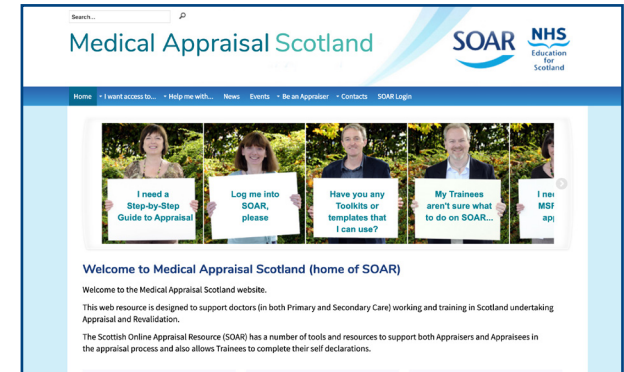 Search...
Medical Appraisal Scotland
SOAR
NHS
Education
for
Scotland
Home I want access to... Help me with... News Events Be an Appraiser Contacts SOAR Login
I need a
Step-by-Step
Guide to Appraisal
Log me into
SOAR,
please
Have you any
Toolkits or
templates that
I can use?
My Trainees
aren't sure what
to do on SOAR...
Welcome to Medical Appraisal Scotland (home of SOAR)
Welcome to the Medical Appraisal Scotland website.
This web resource is designed to support doctors (in both Primary and Secondary Care) working and training in Scotland undertaking
Appraisal and Revalidation.
The Scottish Online Appraisal Resource (SOAR) has a number of tools and resources to support both Appraisers and Appraisees in
the appraisal process and also allows Trainees to complete their self declarations.